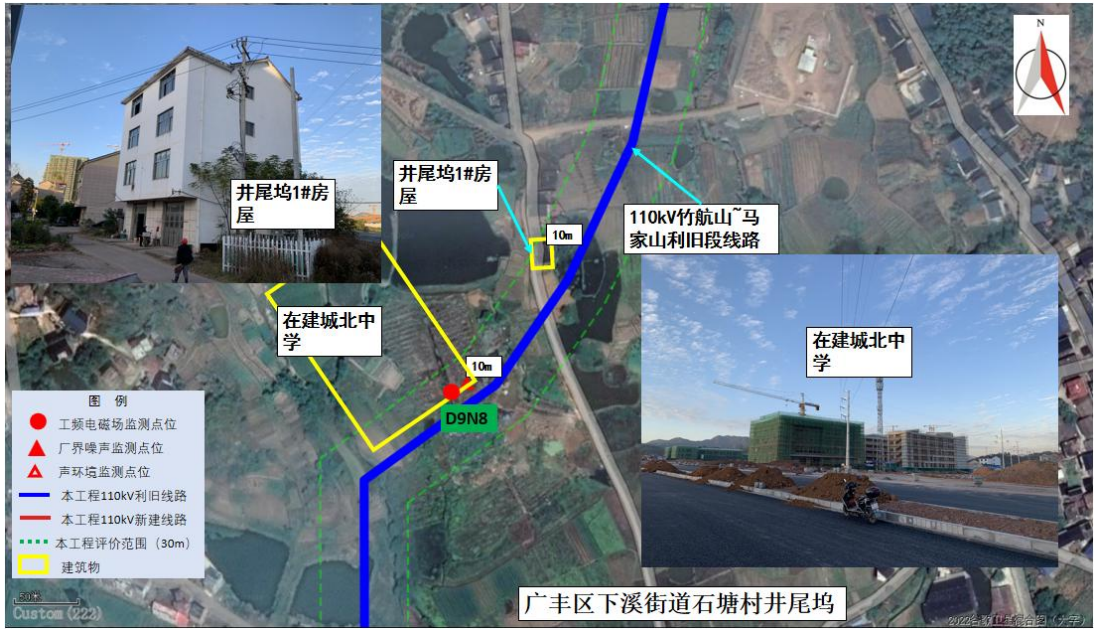 N
井尾坞1#房
屋
井尾坞1#房
屋
10m
110kV竹航山~马
家山利旧段线路
在建城北中
学
在建城北中
学
10m
D9N8
图 例
工频电磁场监测点位
厂界噪声监测点位
声环境监测点位
本工程110kV利旧线路
本工程110kV新建线路
本工程评价范围（30m）
建筑物
50米
Custom (222)
广丰区下溪街道石塘村井尾坞